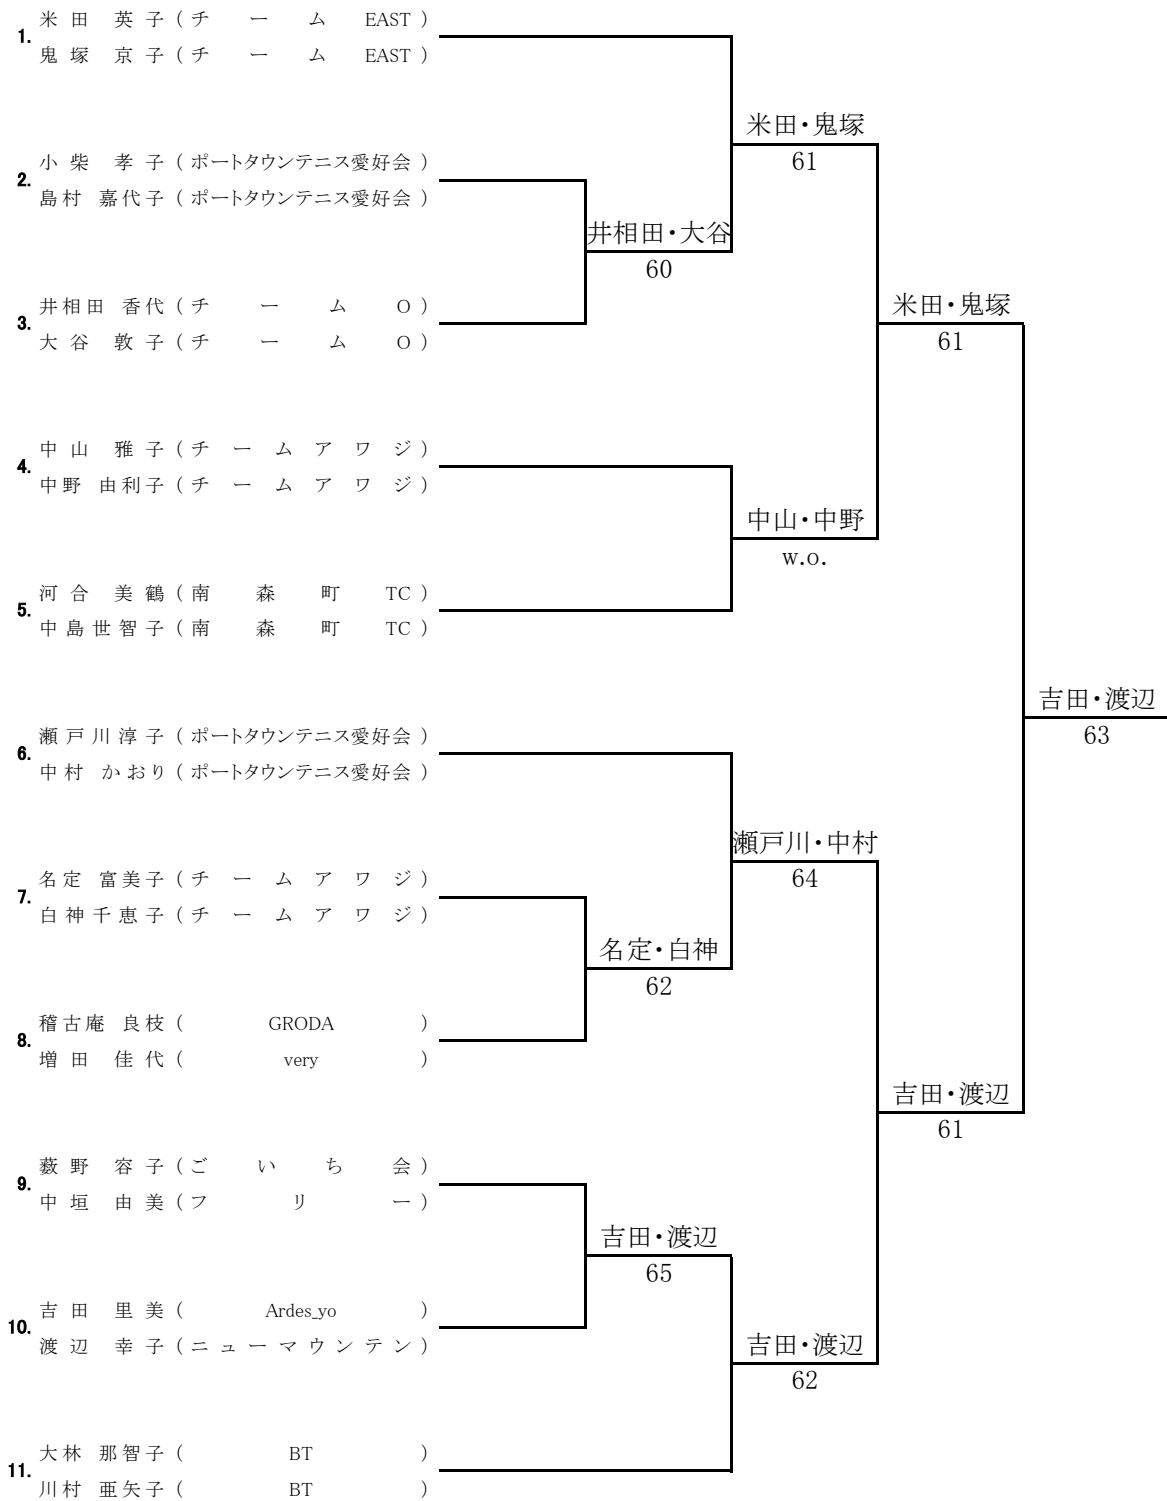 1.
米田 英子 ( チーム EAST )
鬼塚 京子 ( チーム EAST )
米田・鬼塚
61
2.
小柴 孝子 ( ポートタウンテニス愛好会 )
島村 嘉代子 ( ポートタウンテニス愛好会 )
井相田・大谷
60
3.
井相田 香代 ( チーム O )
大谷 敦子 ( チーム O )
米田・鬼塚
61
4.
中山 雅子 ( チームアワジ )
中野 由利子 ( チームアワジ )
中山・中野
w.o.
5.
河合 美鶴 ( 南森町 TC )
中島世智子 ( 南森町 TC )
吉田・渡辺
63
6.
瀬戸川淳子 ( ポートタウンテニス愛好会 )
中村 かおり ( ポートタウンテニス愛好会 )
瀬戸川・中村
64
7.
名定 富美子 ( チームアワジ )
白神千恵子 ( チームアワジ )
名定・白神
62
8.
稽古庵 良枝 ( GRODA )
増田 佳代 ( very )
吉田・渡辺
61
9.
薮野 容子 ( ごいち会 )
中垣 由美 ( フリー )
吉田・渡辺
65
10.
吉田 里美 ( Ardes_yo )
渡辺 幸子 ( ニューマウンテン )
吉田・渡辺
62
11.
大林 那智子 ( BT )
川村 亜矢子 ( BT )